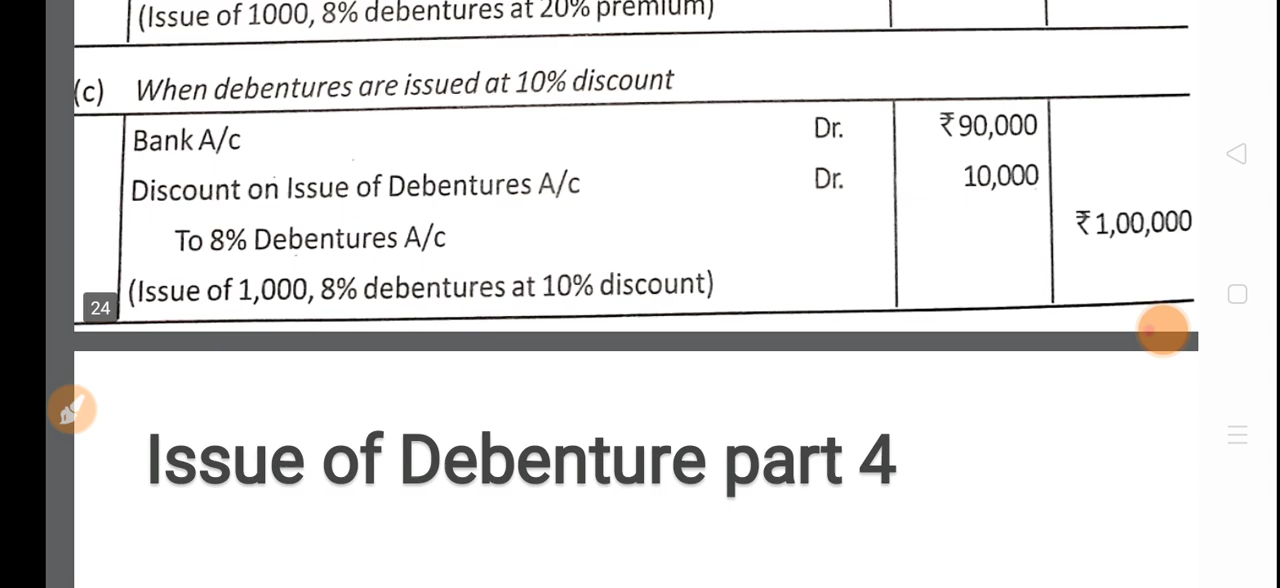 (Issue of 1000, 8% debentures at 20% premium)
(c) When debentures are issued at 10% discount
Bank A/c Dr. ₹90,000
Discount on Issue of Debentures A/c Dr. 10,000
To 8% Debentures A/c ₹1,00,000
(Issue of 1,000, 8% debentures at 10% discount)
24
Issue of Debenture part 4